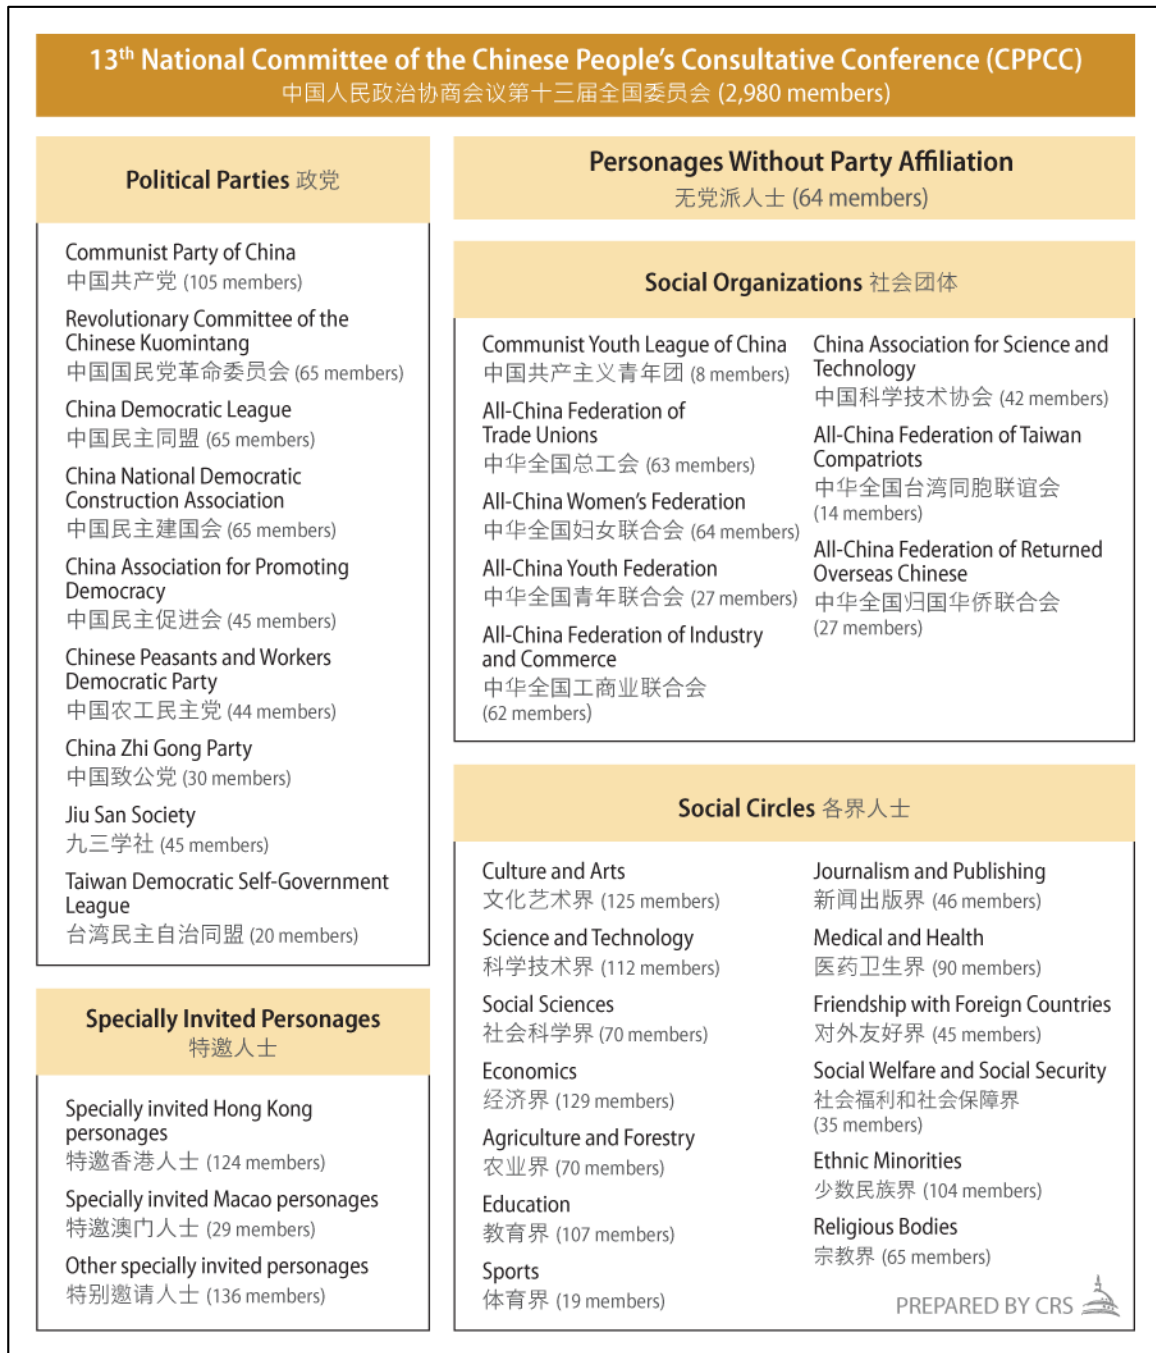 13th National Committee of the Chinese People's Consultative Conference (CPPCC)
中国人民政治协商会议第十三届全国委员会 (2,980 members)
Political Parties 政党
Communist Party of China
中国共产党 (105 members)
Revolutionary Committee of the
Chinese Kuomintang
中国国民党革命委员会 (65 members)
China Democratic League
中国民主同盟 (65 members)
China National Democratic
Construction Association
中国民主建国会 (65 members)
China Association for Promoting
Democracy
中国民主促进会 (45 members)
Chinese Peasants and Workers
Democratic Party
中国农工民主党 (44 members)
China Zhi Gong Party
中国致公党 (30 members)
Jiu San Society
九三学社 (45 members)
Taiwan Democratic Self-Government
League
台湾民主自治同盟 (20 members)
Specially Invited Personages
特邀人士
Specially invited Hong Kong
personages
特邀香港人士 (124 members)
Specially invited Macao personages
特邀澳门人士 (29 members)
Other specially invited personages
特别邀请人士 (136 members)
Personages Without Party Affiliation
无党派人士 (64 members)
Social Organizations 社会团体
Communist Youth League of China
中国共产主义青年团 (8 members)
All-China Federation of
Trade Unions
中华全国总工会 (63 members)
All-China Women's Federation
中华全国妇女联合会 (64 members)
All-China Youth Federation
中华全国青年联合会 (27 members)
All-China Federation of Industry
and Commerce
中华全国工商业联合会
(62 members)
China Association for Science and
Technology
中国科学技术协会 (42 members)
All-China Federation of Taiwan
Compatriots
中华全国台湾同胞联谊会
(14 members)
All-China Federation of Returned
Overseas Chinese
中华全国归国华侨联合会
(27 members)
Social Circles 各界人士
Culture and Arts
文化艺术界 (125 members)
Science and Technology
科学技术界 (112 members)
Social Sciences
社会科学界 (70 members)
Economics
经济界 (129 members)
Agriculture and Forestry
农业界 (70 members)
Education
教育界 (107 members)
Sports
体育界 (19 members)
Journalism and Publishing
新闻出版界 (46 members)
Medical and Health
医药卫生界 (90 members)
Friendship with Foreign Countries
对外友好界 (45 members)
Social Welfare and Social Security
社会福利和社会保障界
(35 members)
Ethnic Minorities
少数民族界 (104 members)
Religious Bodies
宗教界 (65 members)
PREPARED BY CRS